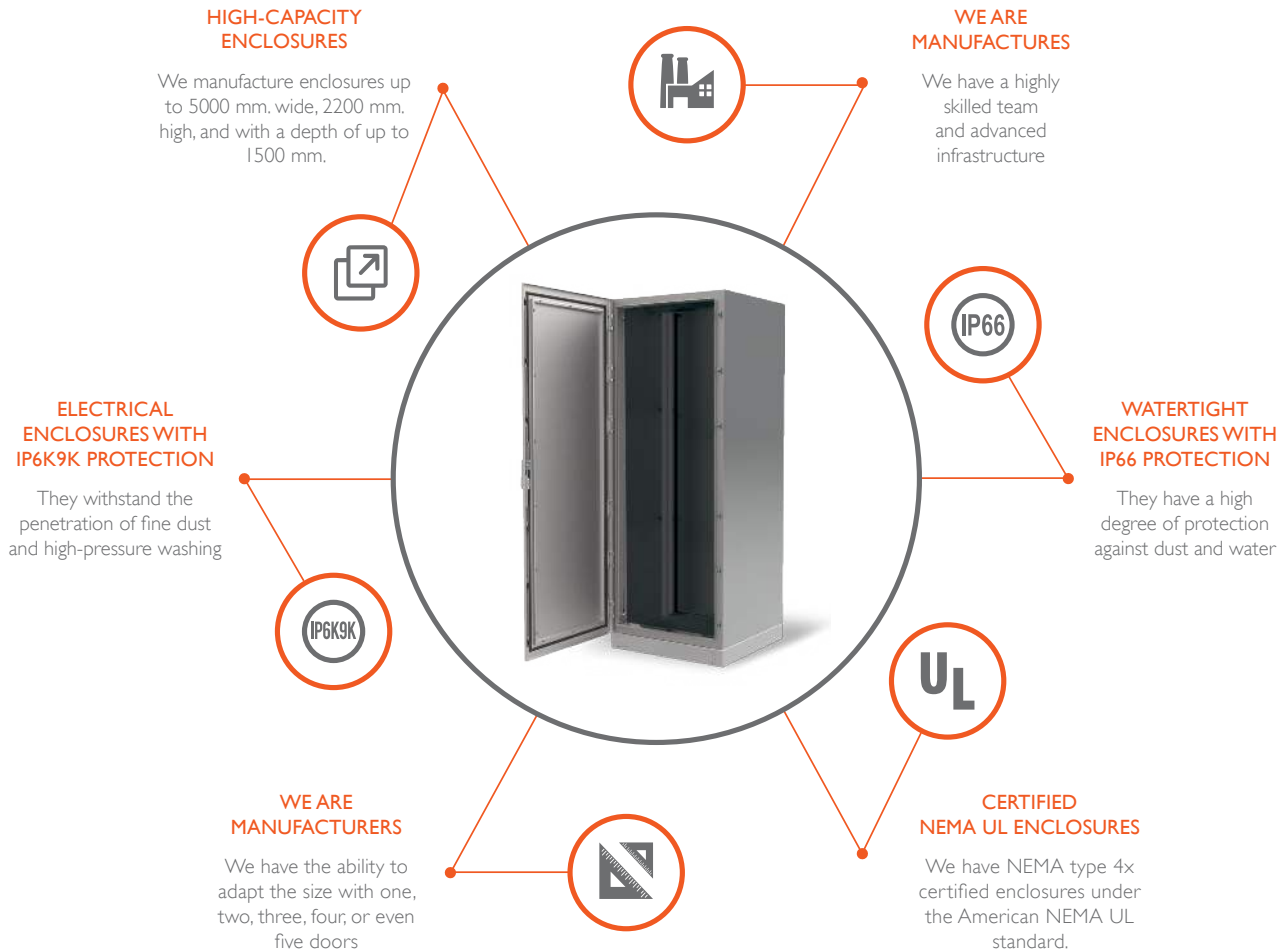 HIGH-CAPACITY
ENCLOSURES
We manufacture enclosures up
to 5000 mm. wide, 2200 mm.
high, and with a depth of up to
1500 mm.
WE ARE
MANUFACTURES
We have a highly
skilled team
and advanced
infrastructure
IP66
ELECTRICAL
ENCLOSURES WITH
IP6K9K PROTECTION
They withstand the
penetration of fine dust
and high-pressure washing
WATERTIGHT
ENCLOSURES WITH
IP66 PROTECTION
They have a high
degree of protection
against dust and water
IP6K9K
UL
WE ARE
MANUFACTURERS
We have the ability to
adapt the size with one,
two, three, four, or even
five doors
CERTIFIED
NEMA UL ENCLOSURES
We have NEMA type 4x
certified enclosures under
the American NEMA UL
standard.